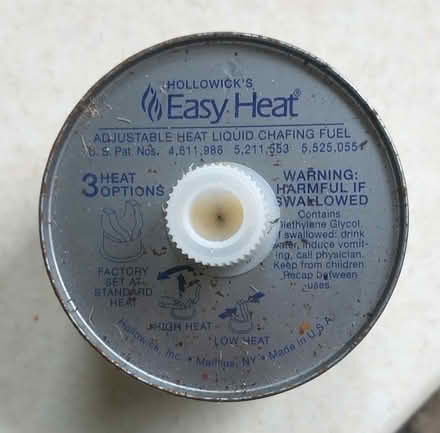 HOLLOWICK'S
Easy Heat®
ADJUSTABLE HEAT LIQUID CHAFING FUEL
U.S. Pat Nos. 4,611,986 5,211,553 5,525,055
3 HEAT
OPTIONS
FACTORY
SET AT
STANDARD
HEAT
HIGH HEAT
LOW HEAT
WARNING:
HARMFUL IF
SWALLOWED
Contains
Diethylene Glycol.
If swallowed: drink
water, induce vomit-
ing, call physician.
Keep from children.
Recap between
uses.
Hollowick, Inc. • Manlius, NY • Made in U.S.A.